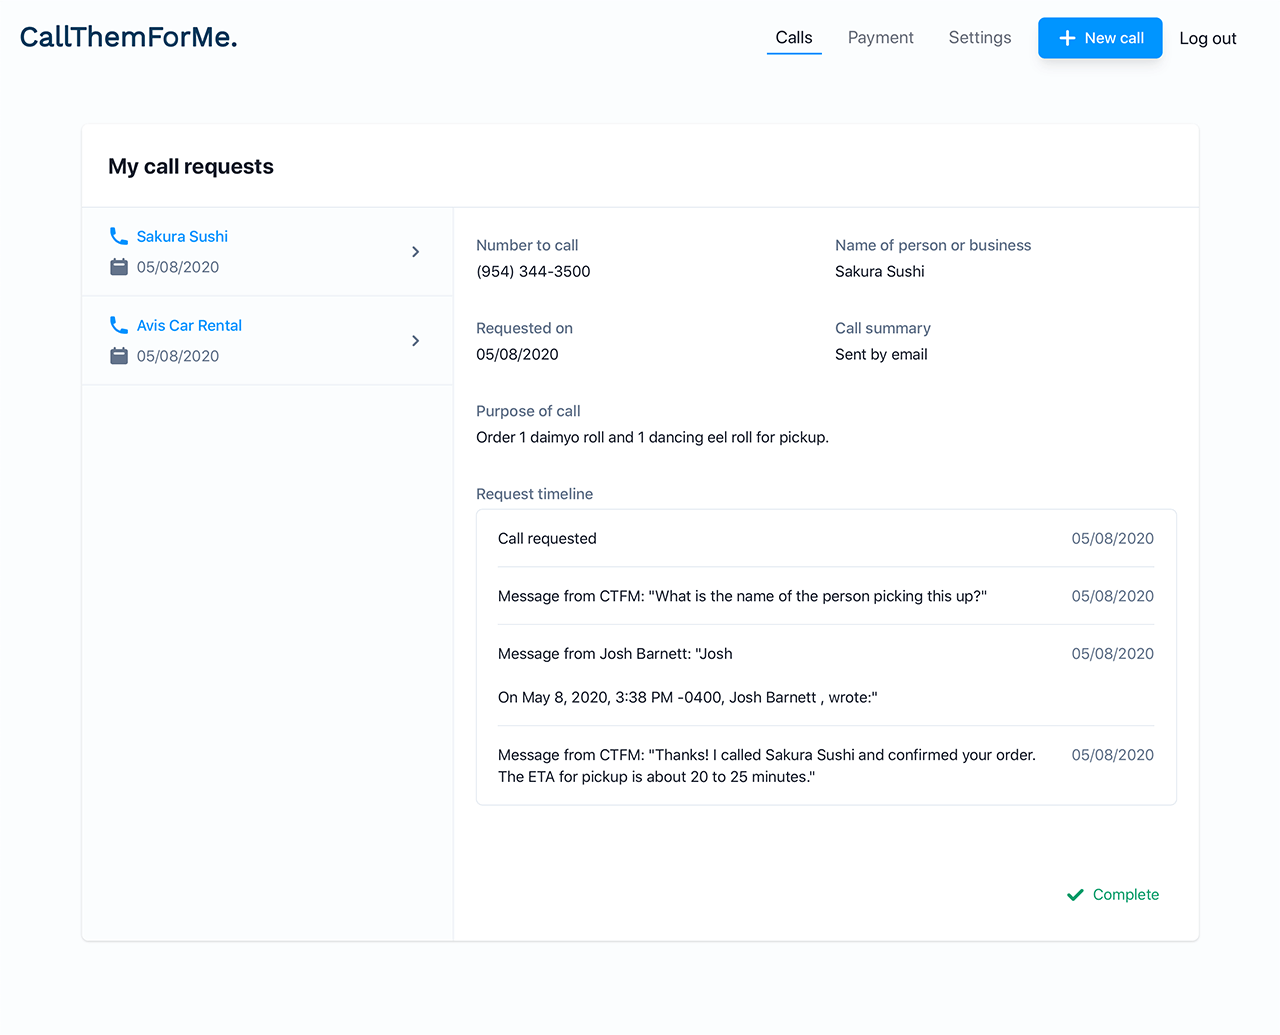 CallThemForMe.
Calls
Payment
Settings
New call
Log out
My call requests
Sakura Sushi
05/08/2020
Avis Car Rental
05/08/2020
Number to call
(954) 344-3500
Name of person or business
Sakura Sushi
Requested on
05/08/2020
Call summary
Sent by email
Purpose of call
Order 1 daimyo roll and 1 dancing eel roll for pickup.
Request timeline
Call requested
05/08/2020
Message from CTFM: "What is the name of the person picking this up?"
05/08/2020
Message from Josh Barnett: "Josh
05/08/2020
On May 8, 2020, 3:38 PM -0400, Josh Barnett , wrote:"
Message from CTFM: "Thanks! I called Sakura Sushi and confirmed your order.
05/08/2020
The ETA for pickup is about 20 to 25 minutes."
Complete